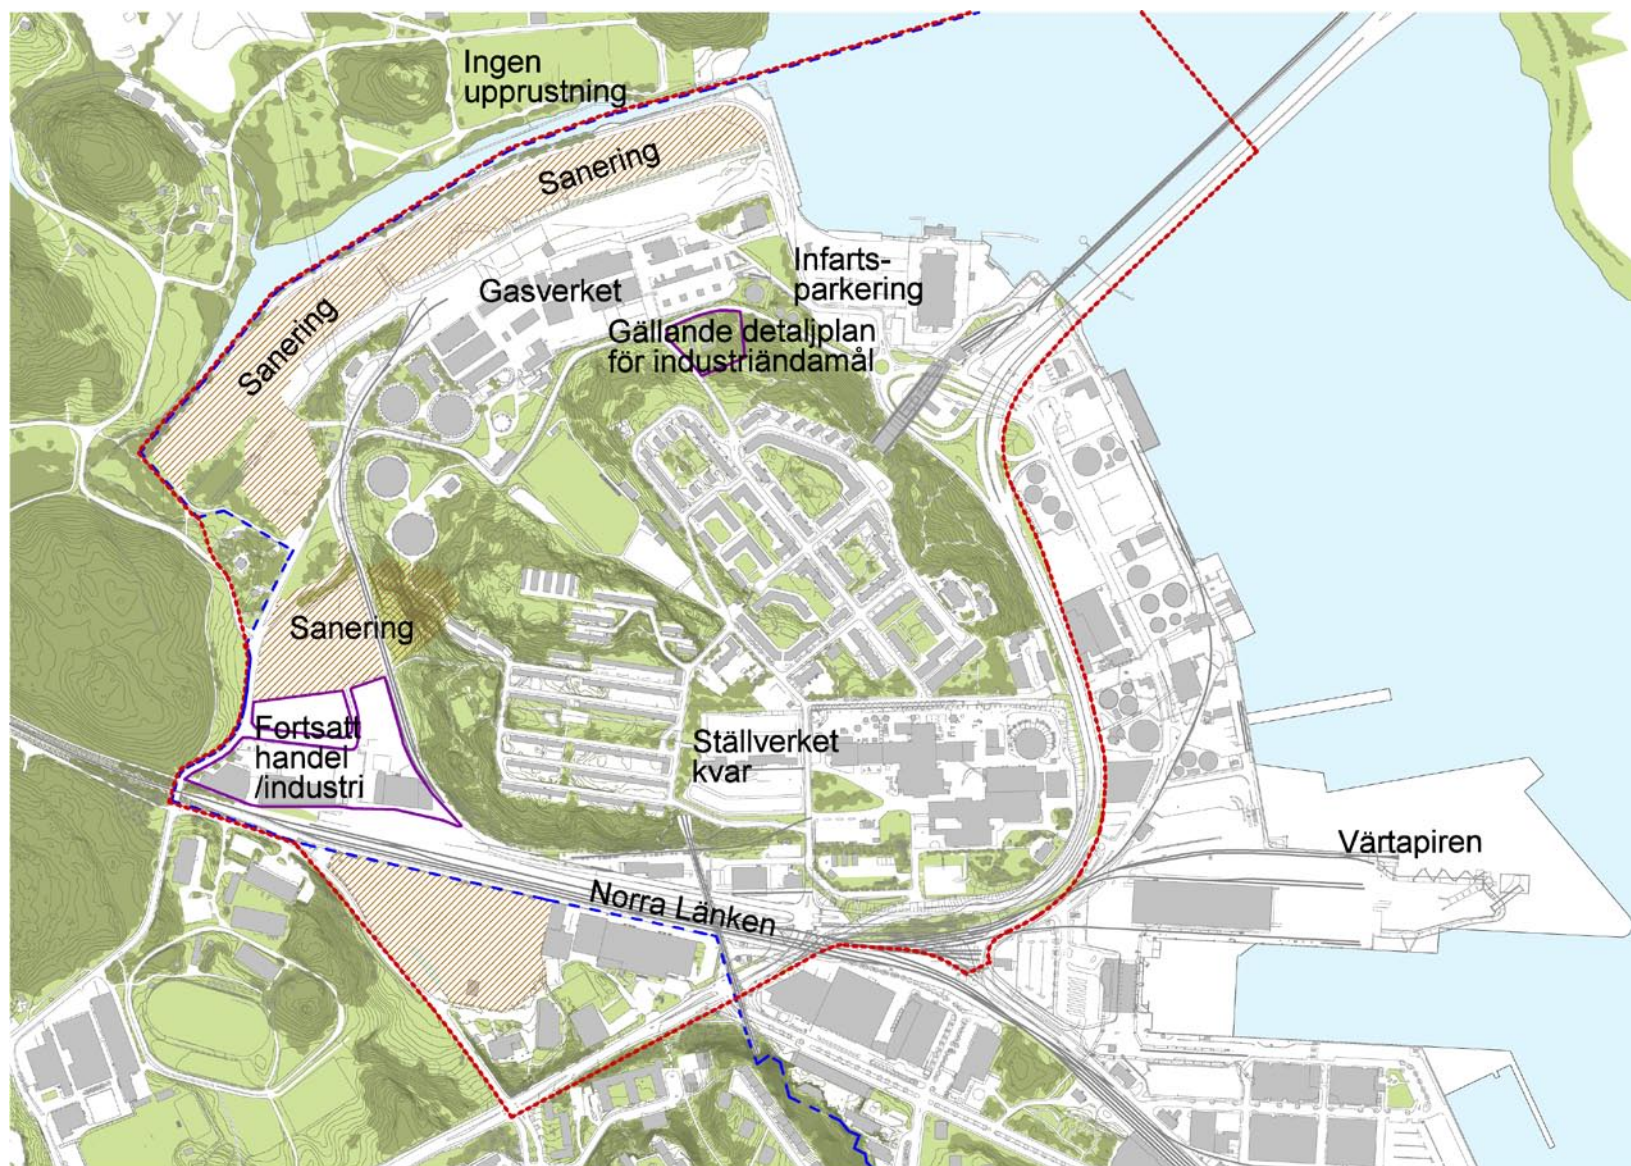 Ingen
upprustning
Sanering
Infarts-
parkering
Gasverket
Sanering
Gällande detaljplan
för industriändamål
Sanering
Fortsatt
handel
/industri
Ställverket
kvar
Värtapiren
Norra Länken